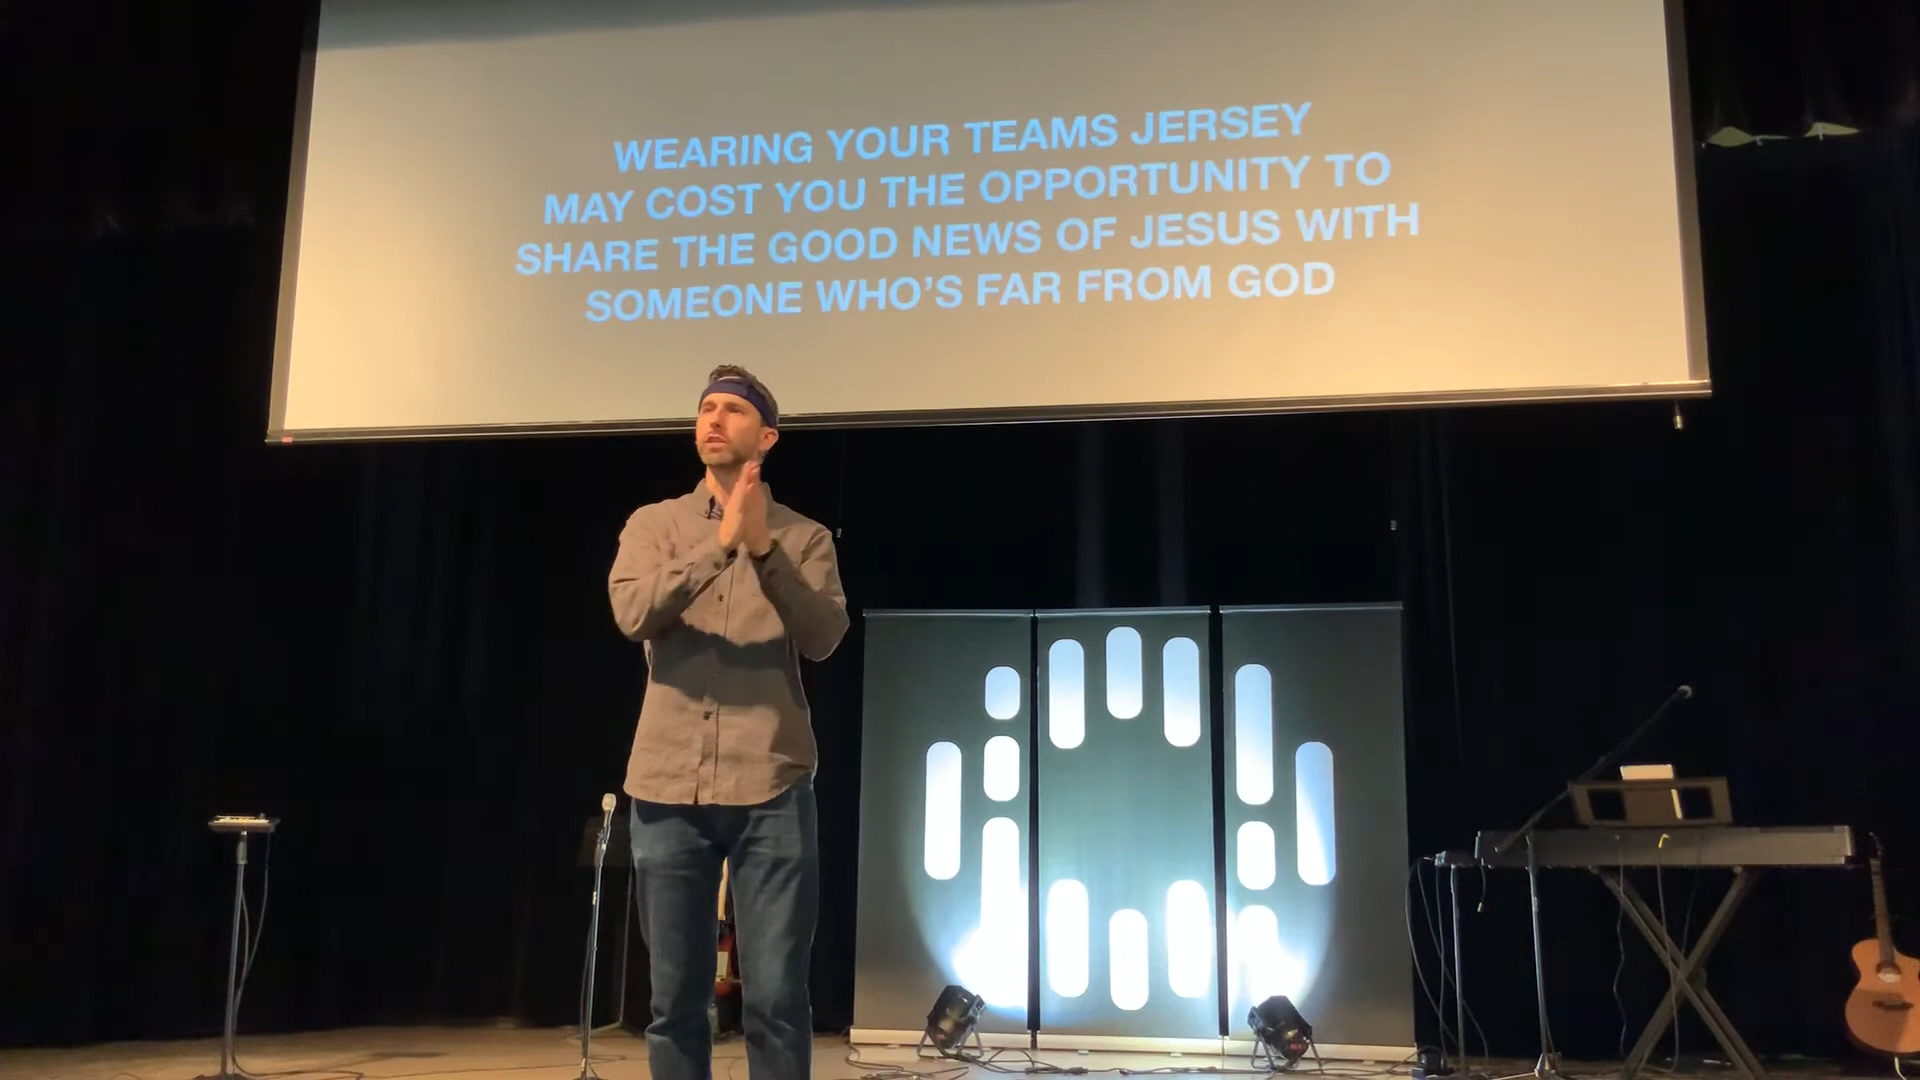 WEARING YOUR TEAMS JERSEY
MAY COST YOU THE OPPORTUNITY TO
SHARE THE GOOD NEWS OF JESUS WITH
SOMEONE WHO'S FAR FROM GOD